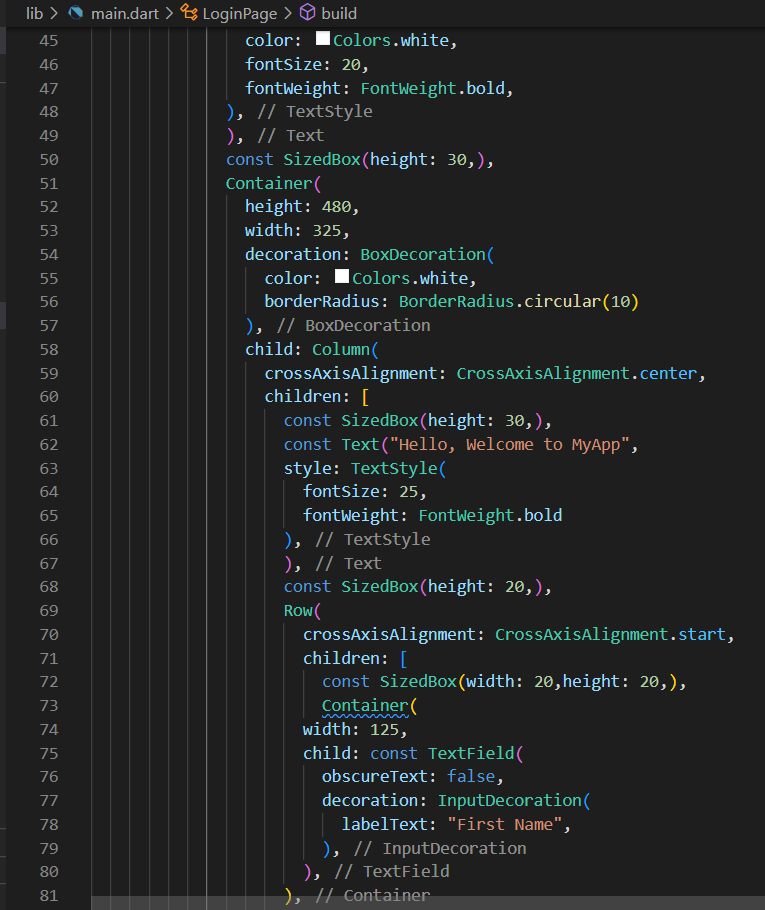 lib > main.dart > LoginPage > build
45 color: Colors.white,
46 fontSize: 20,
47 fontWeight: FontWeight.bold,
48 ), // TextStyle
49 ), // Text
50 const SizedBox(height: 30,),
51 Container(
52 height: 480,
53 width: 325,
54 decoration: BoxDecoration(
55 color: Colors.white,
56 borderRadius: BorderRadius.circular(10)
57 ), // BoxDecoration
58 child: Column(
59 crossAxisAlignment: CrossAxisAlignment.center,
60 children: [
61 const SizedBox(height: 30,),
62 const Text("Hello, Welcome to MyApp",
63 style: TextStyle(
64 fontSize: 25,
65 fontWeight: FontWeight.bold
66 ), // TextStyle
67 ), // Text
68 const SizedBox(height: 20,),
69 Row(
70 crossAxisAlignment: CrossAxisAlignment.start,
71 children: [
72 const SizedBox(width: 20,height: 20,),
73 Container(
74 width: 125,
75 child: const TextField(
76 obscureText: false,
77 decoration: InputDecoration(
78 labelText: "First Name",
79 ), // InputDecoration
80 ), // TextField
81 ), // Container